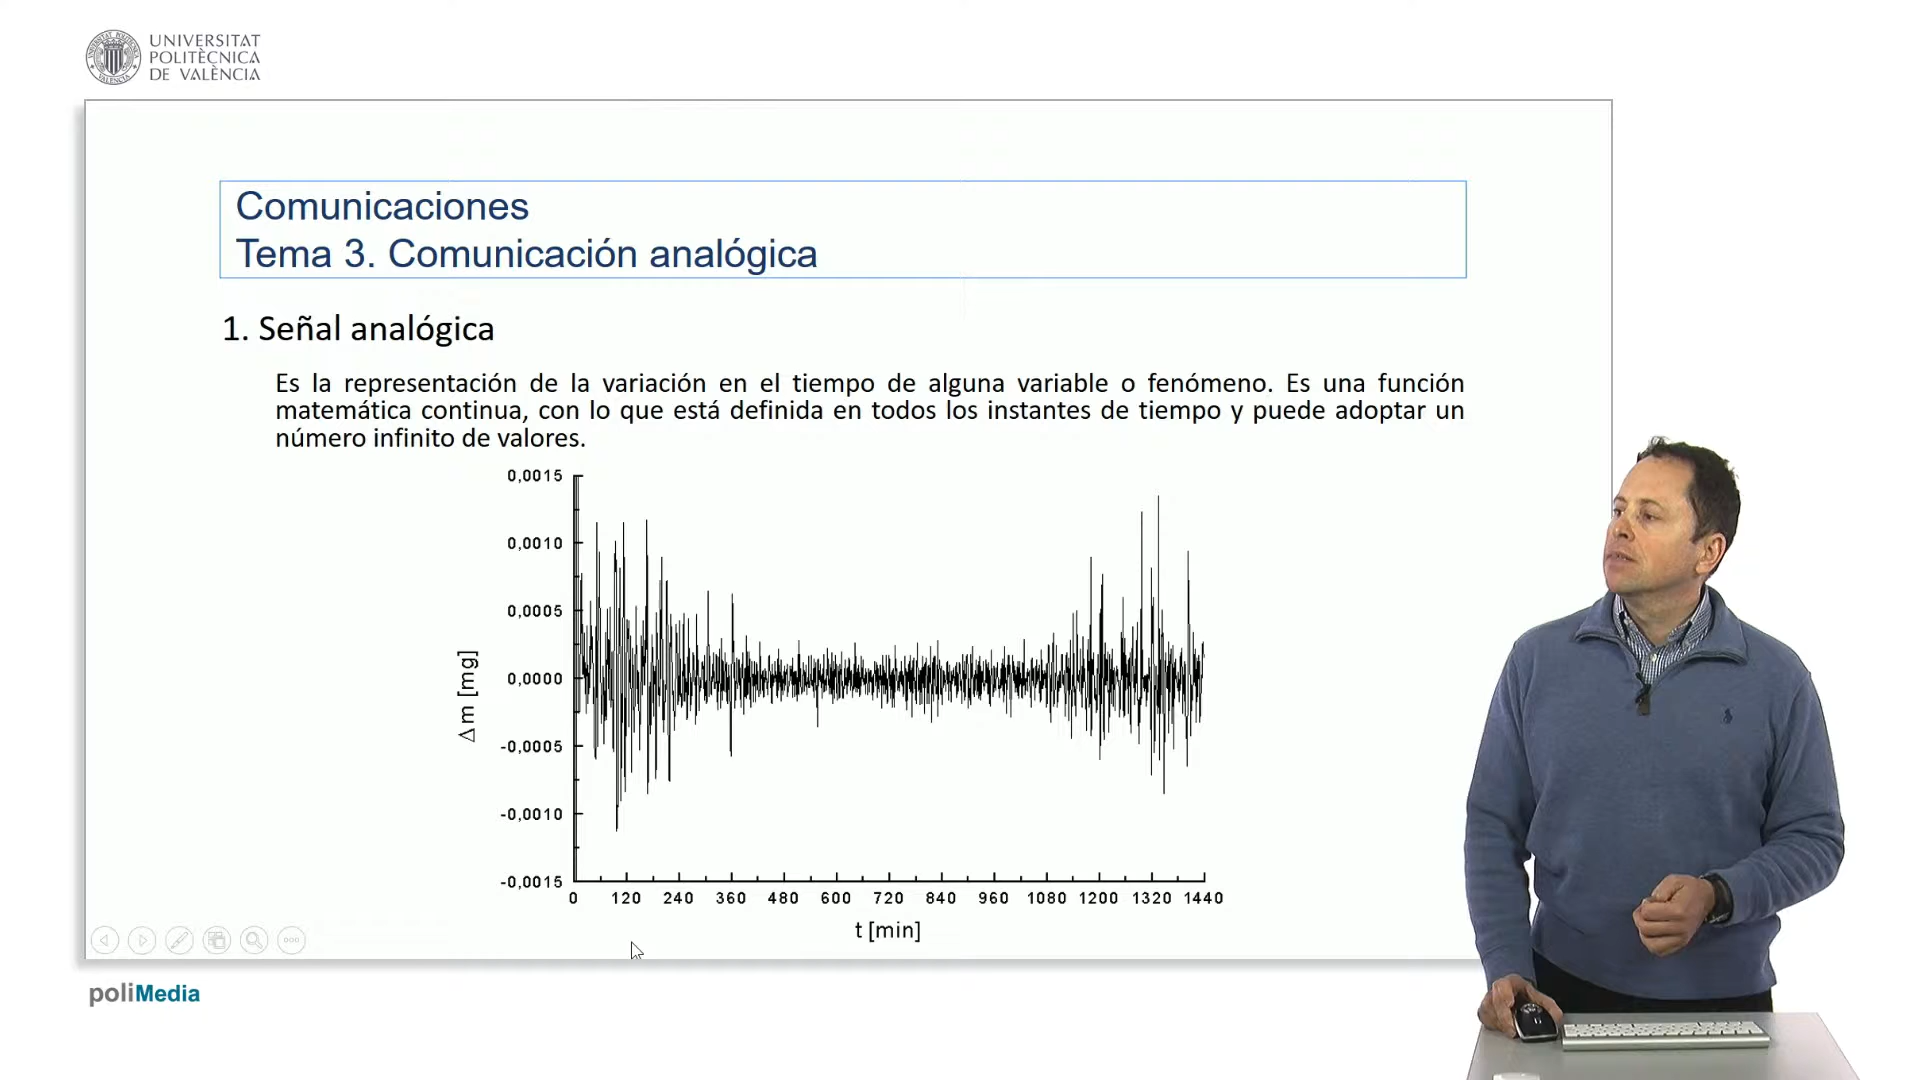 UNIVERSITAT
POLITÈCNICA
DE VALÈNCIA
Comunicaciones
Tema 3. Comunicación analógica
1. Señal analógica
Es la representación de la variación en el tiempo de alguna variable o fenómeno. Es una función
matemática continua, con lo que está definida en todos los instantes de tiempo y puede adoptar un
número infinito de valores.
0,0015
0,0010
0,0005
0,0000
-0,0005
-0,0010
-0,0015
Δ m [mg]
0 120 240 360 480 600 720 840 960 1080 1200 1320 1440
t [min]
poliMedia